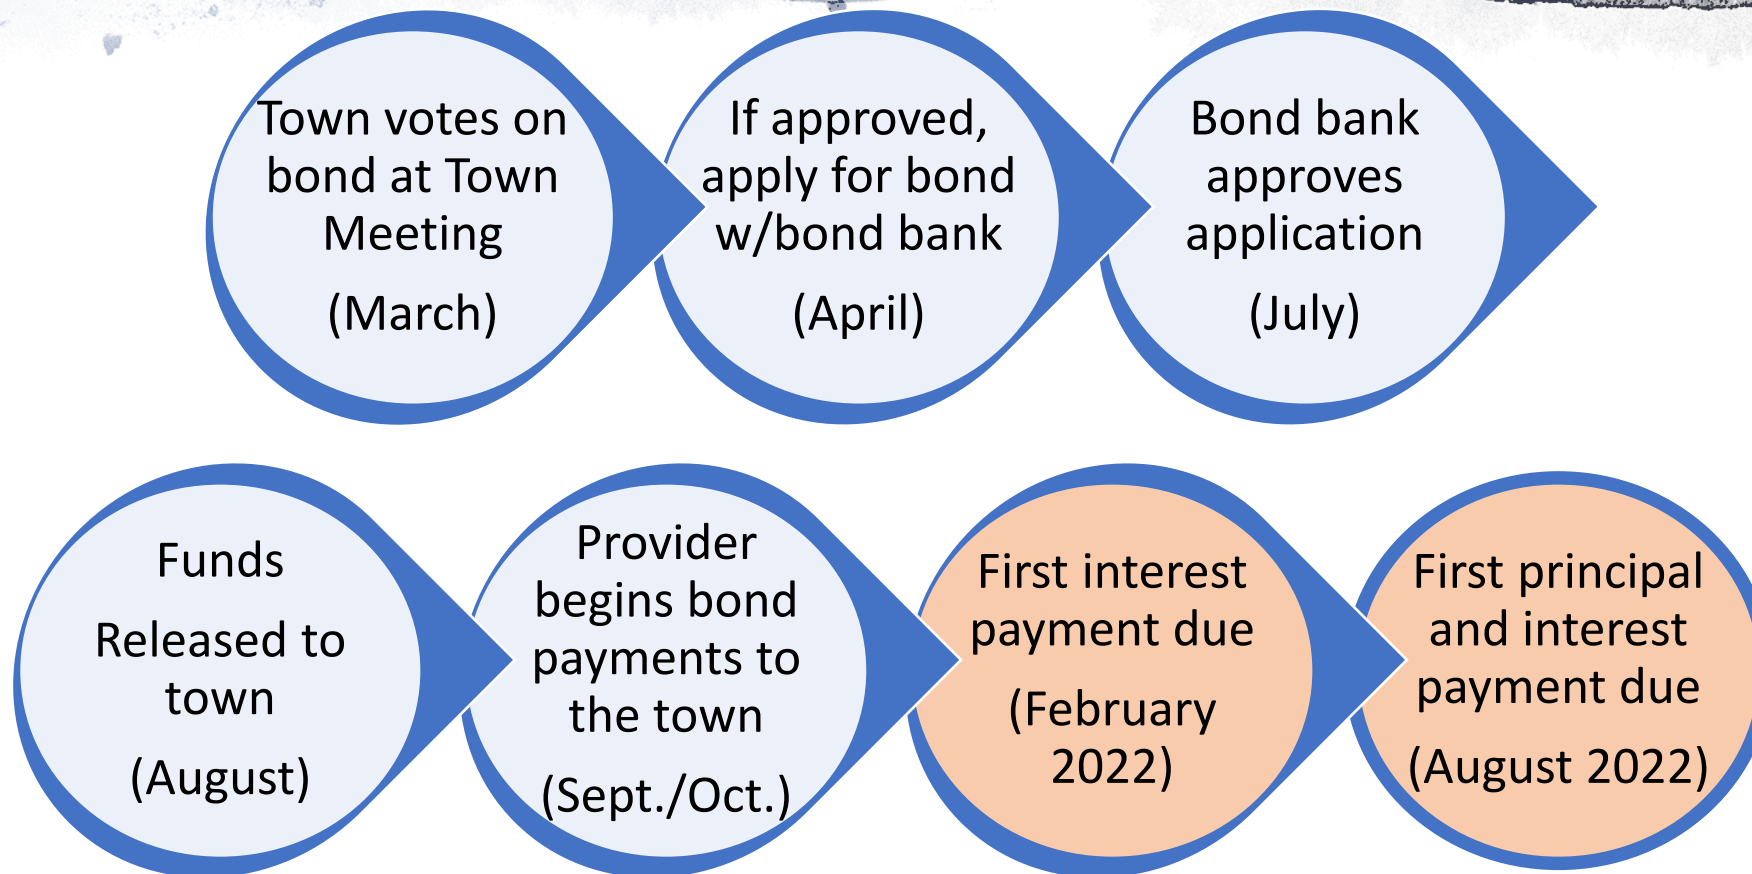 Town votes on
bond at Town
Meeting
(March)
If approved,
apply for bond
w/bond bank
(April)
Bond bank
approves
application
(July)
Funds
Released to
town
(August)
Provider
begins bond
payments to
the town
(Sept./Oct.)
First interest
payment due
(February
2022)
First principal
and interest
payment due
(August 2022)